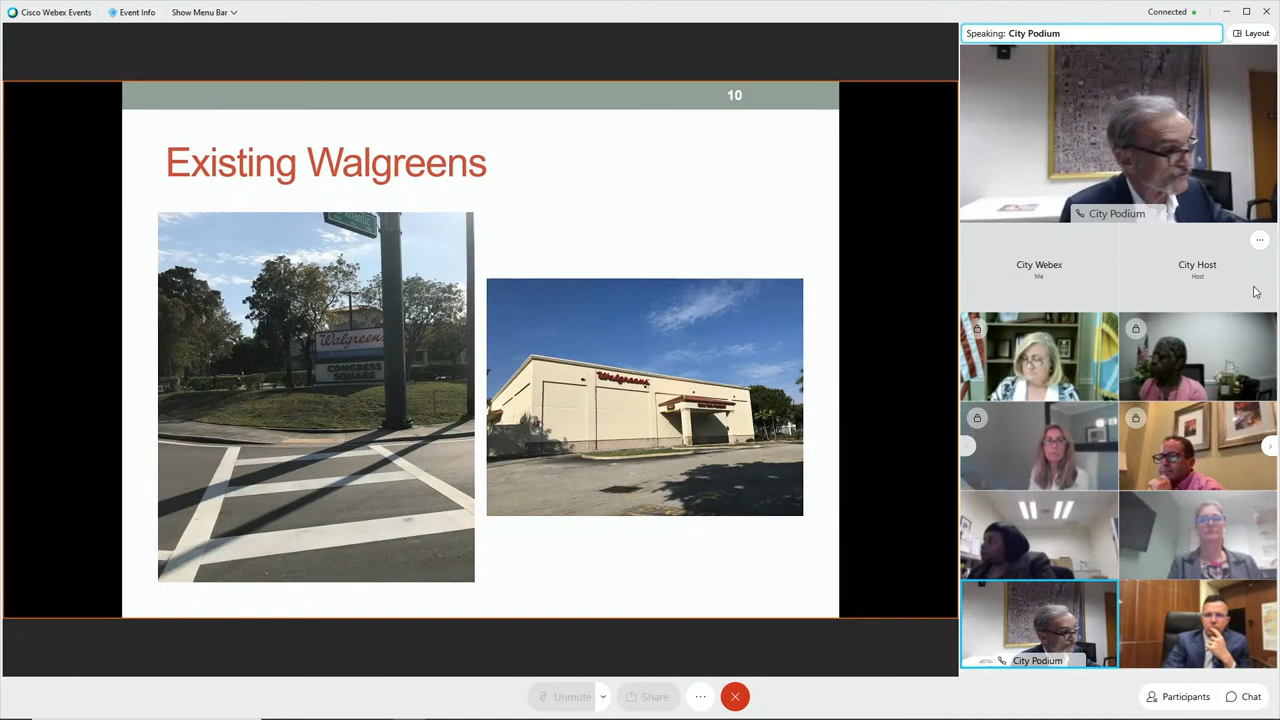 Cisco Webex Events
Event Info
Show Menu Bar
Connected
Speaking: City Podium
Layout
10
Existing Walgreens
Walgreens
CONGRESS
SQUARE
Walgreens
City Podium
City Webex
Me
City Host
Host
City Podium
Unmute
Share
Participants
Chat